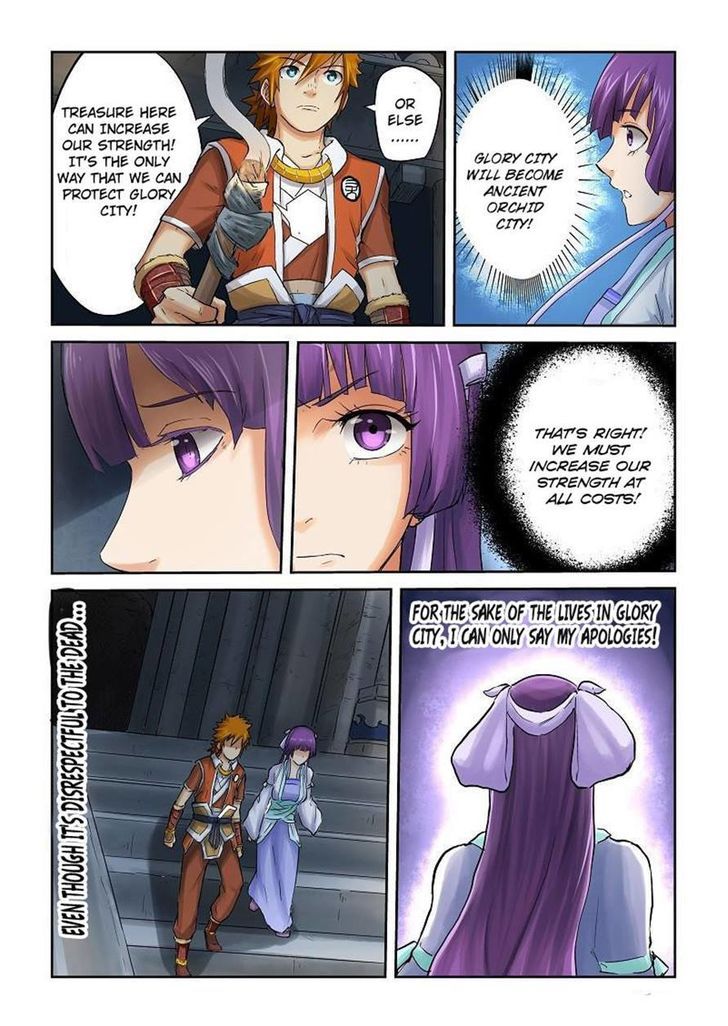 TREASURE HERE
CAN INCREASE
OUR STRENGTH!
IT'S THE ONLY
WAY THAT WE CAN
PROTECT GLORY
CITY!
OR
ELSE
......
GLORY CITY
WILL BECOME
ANCIENT
ORCHID
CITY!
THAT'S RIGHT!
WE MUST
INCREASE OUR
STRENGTH AT
ALL COSTS!
EVEN THOUGH IT'S DISRESPECTFUL TO THE DEAD...
FOR THE SAKE OF THE LIVES IN GLORY
CITY, I CAN ONLY SAY MY APOLOGIES!